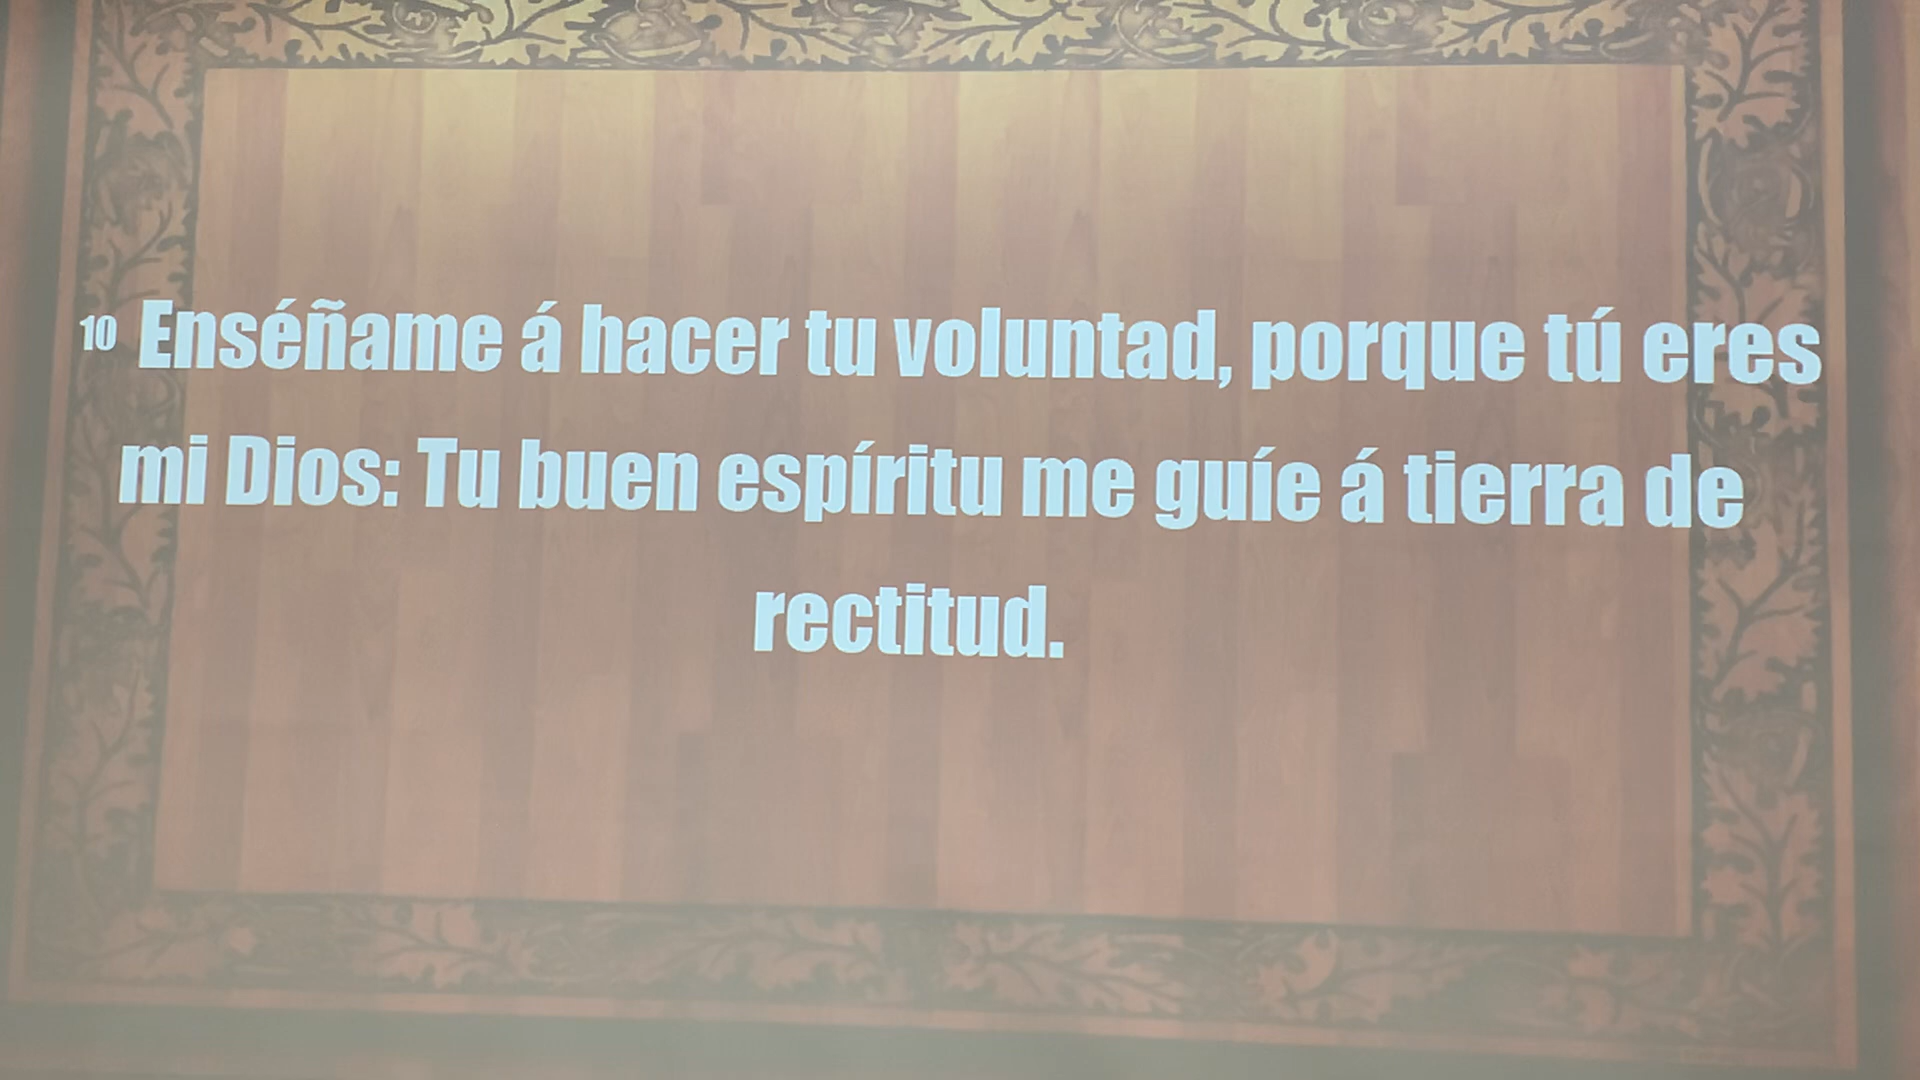 10 Enséñame á hacer tu voluntad, porque tú eres
mi Dios: Tu buen espíritu me guíe á tierra de
rectitud.